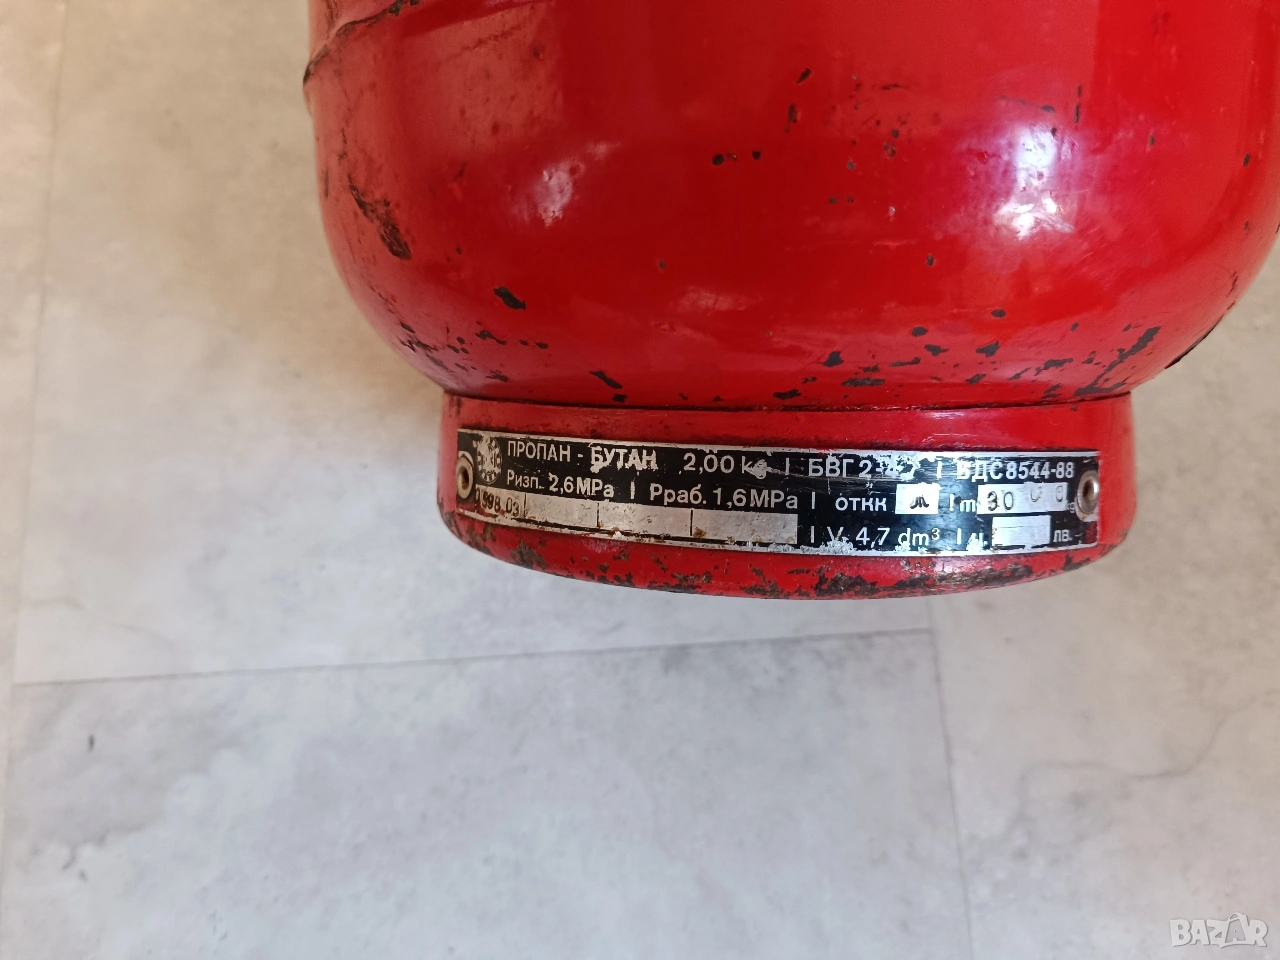 ПРОПАН - БУТАН 2,00 kg | БВГ 2-4,7 | БДС 8544-88
Ризп. 2,6 MPa | Рраб. 1,6 MPa | ОТКК m
V 4,7 dm³ | лв.
BAZAR